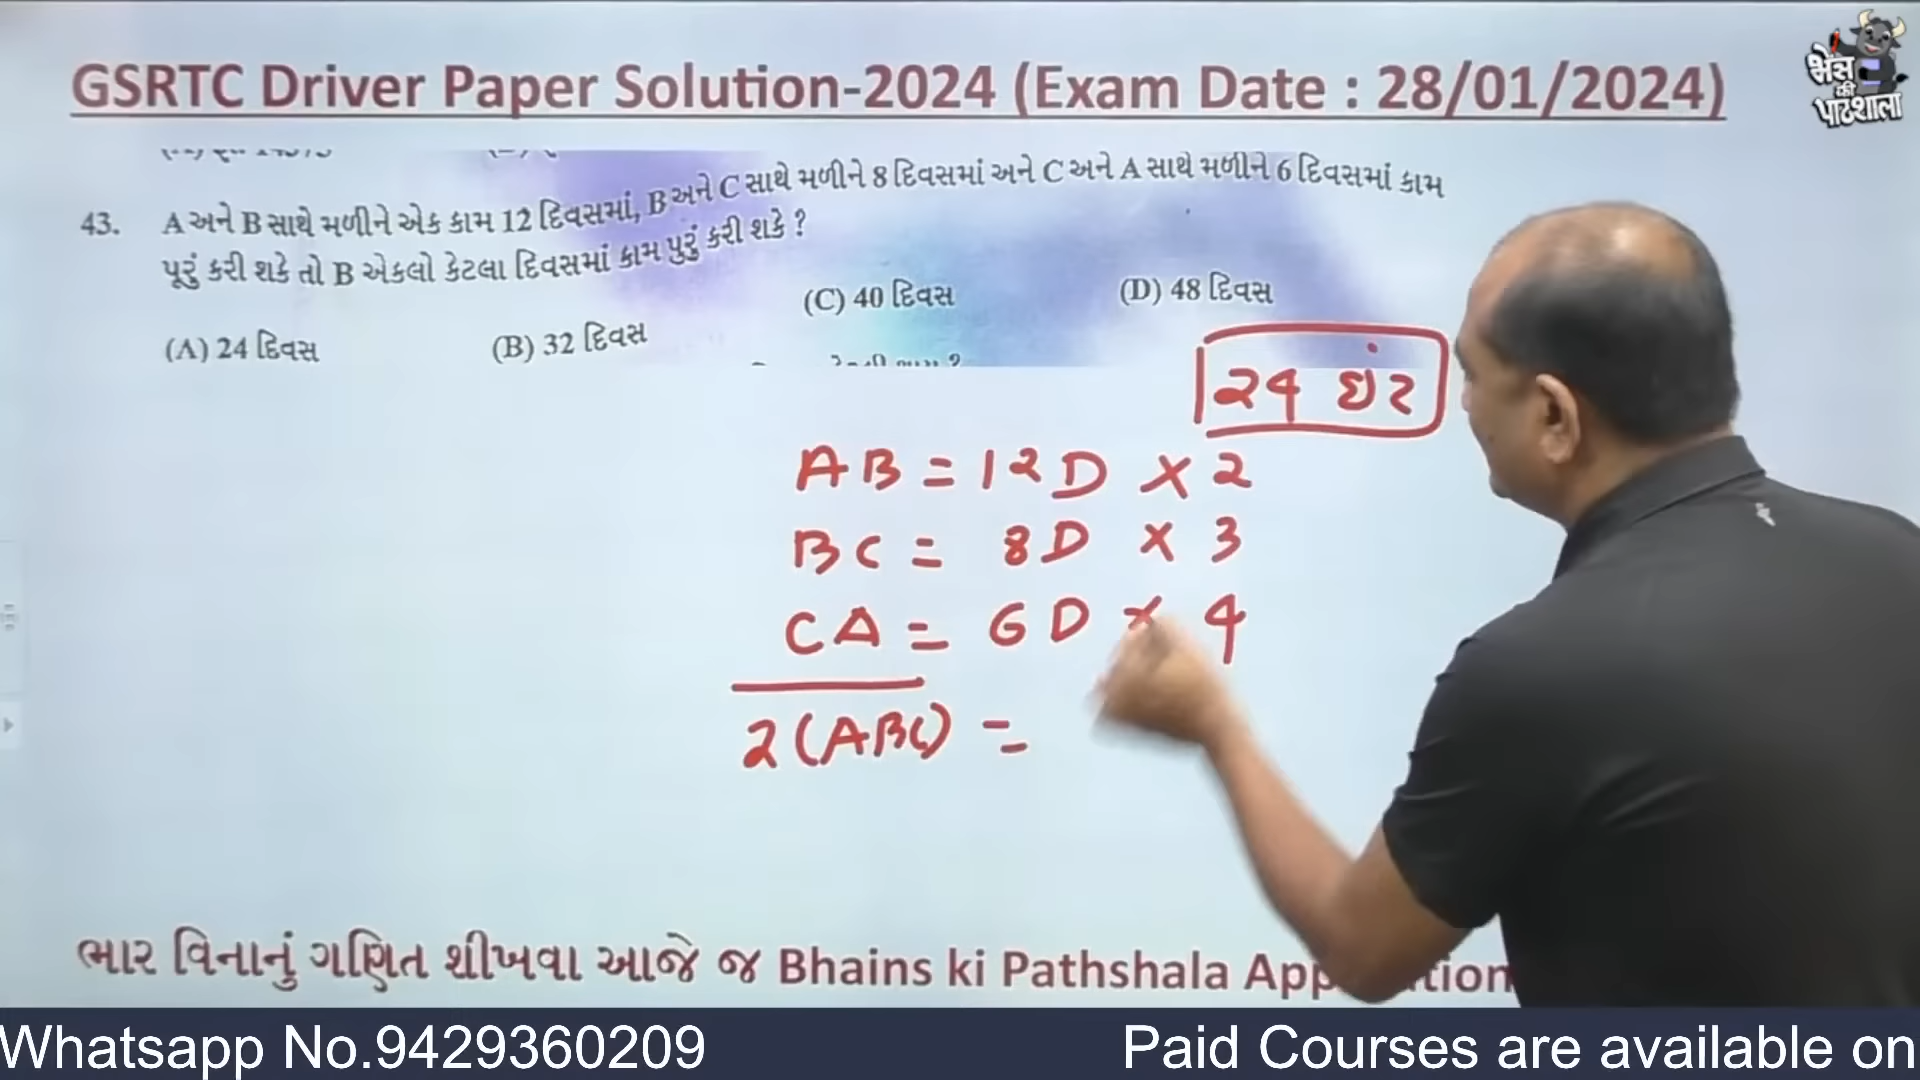 GSRTC Driver Paper Solution-2024 (Exam Date : 28/01/2024)
भैंस
की
पाठशाला
43. A અને B સાથે મળીને એક કામ 12 દિવસમાં, B અને C સાથે મળીને 8 દિવસમાં અને C અને A સાથે મળીને 6 દિવસમાં કામ
પૂરું કરી શકે તો B એકલો કેટલા દિવસમાં કામ પુરું કરી શકે ?
(A) 24 દિવસ (B) 32 દિવસ (C) 40 દિવસ (D) 48 દિવસ
૨૪
AB = 12D × 2
BC = 8D × 3
CA = 6D × 4
2(ABC) =
ભાર વિનાનું ગણિત શીખવા આજે જ Bhains ki Pathshala
Whatsapp No.9429360209 Paid Courses are available on